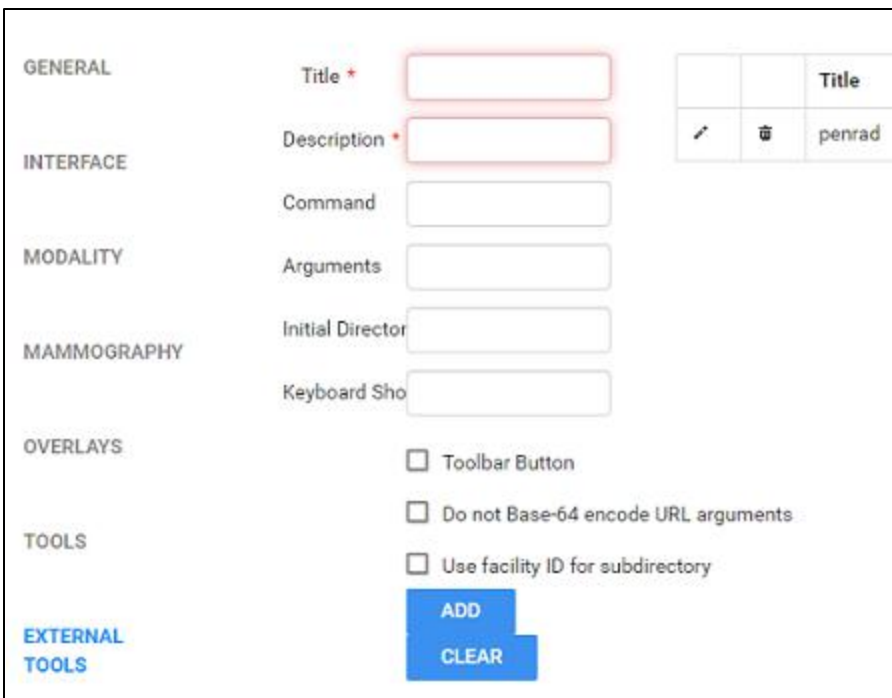 GENERAL
INTERFACE
MODALITY
MAMMOGRAPHY
OVERLAYS
TOOLS
EXTERNAL
TOOLS
Title *
Description *
Command
Arguments
Initial Director
Keyboard Sho
Toolbar Button
Do not Base-64 encode URL arguments
Use facility ID for subdirectory
ADD
CLEAR
Title
penrad